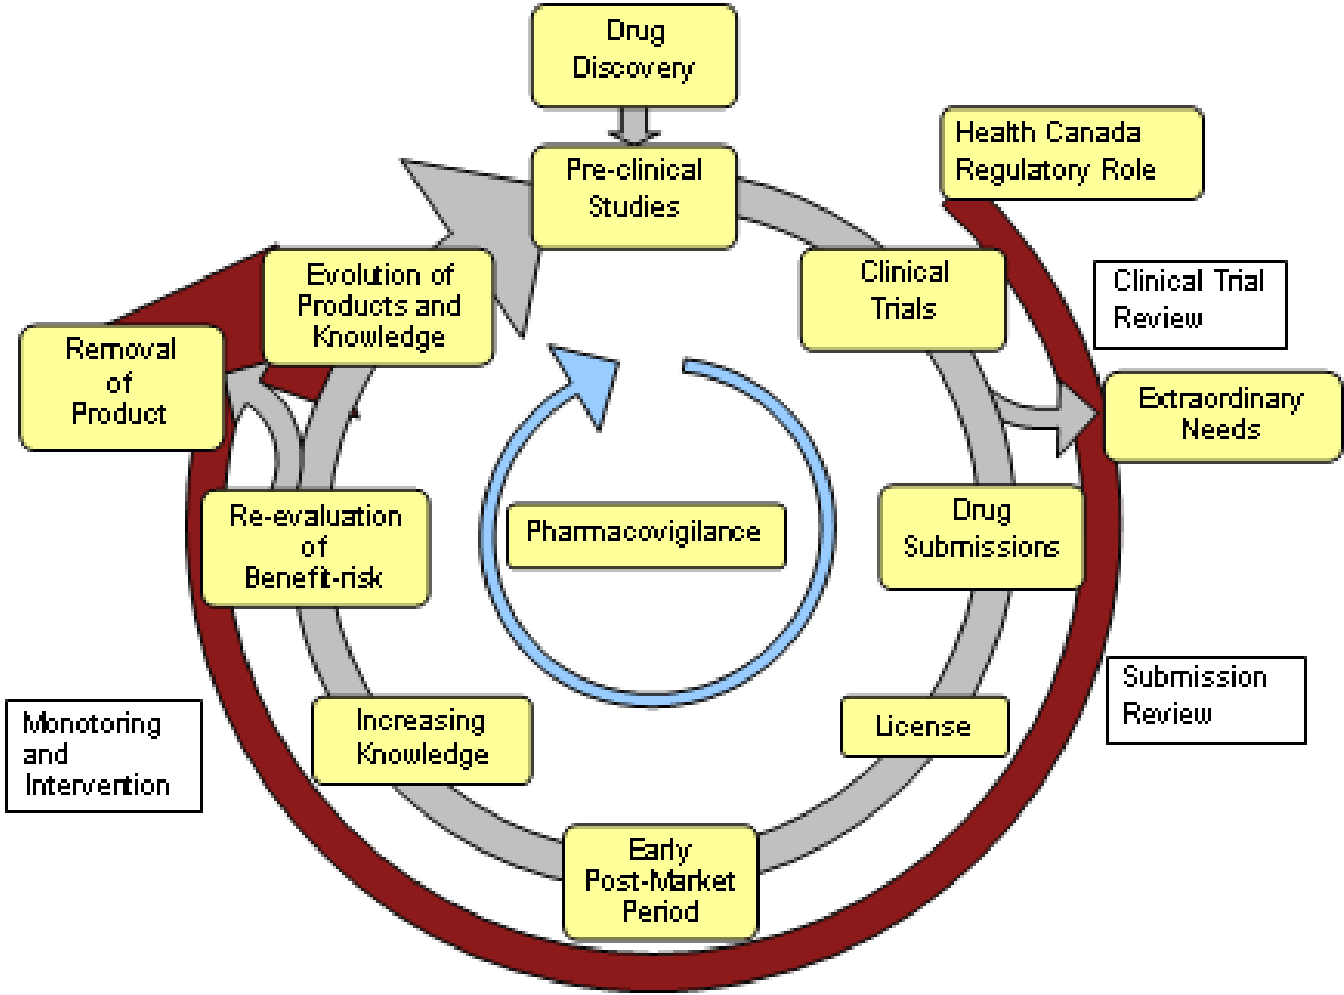 Drug
Discovery
Pre-clinical
Studies
Health Canada
Regulatory Role
Clinical
Trials
Clinical Trial
Review
Evolution of
Products and
Knowledge
Removal
of
Product
Extraordinary
Needs
Re-evaluation
of
Benefit-risk
Pharmacovigilance
Drug
Submissions
Submission
Review
Monotoring
and
Intervention
Increasing
Knowledge
License
Early
Post-Market
Period